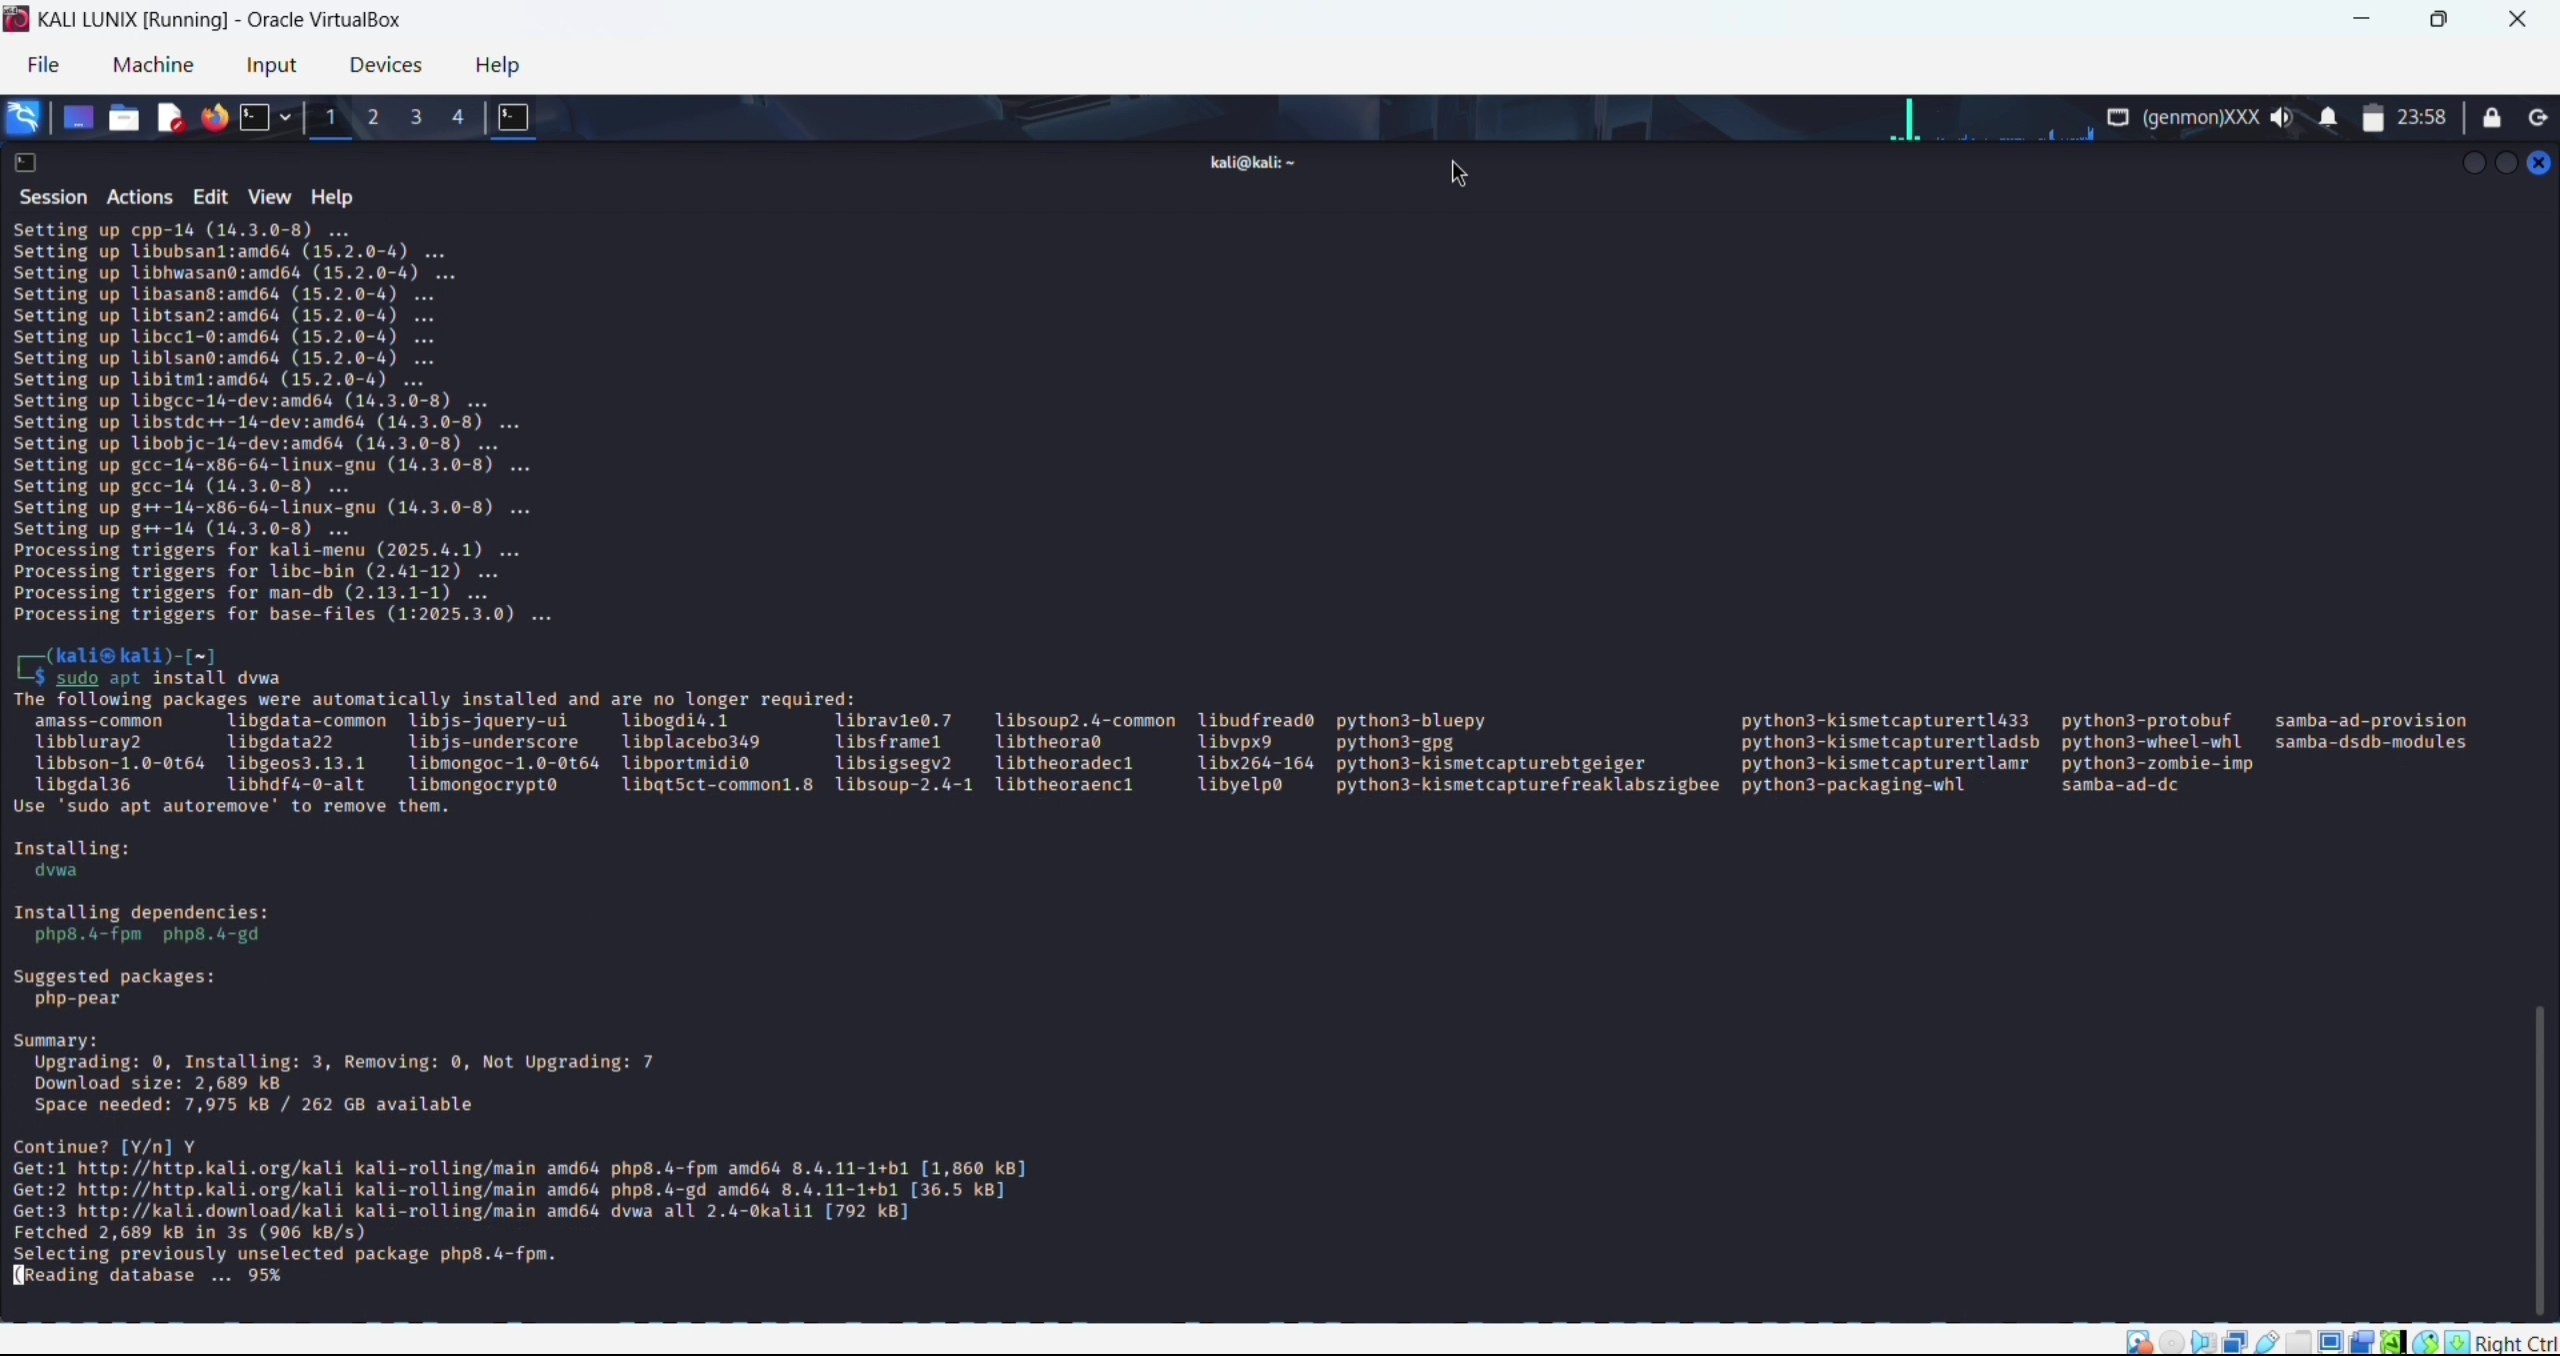 KALI LUNIX [Running] - Oracle VirtualBox
File Machine Input Devices Help
1 2 3 4 (genmon)XXX 23:58
kali@kali: ~
Session Actions Edit View Help
Setting up cpp-14 (14.3.0-8) ...
Setting up libubsan1:amd64 (15.2.0-4) ...
Setting up libhwasan0:amd64 (15.2.0-4) ...
Setting up libasan8:amd64 (15.2.0-4) ...
Setting up libtsan2:amd64 (15.2.0-4) ...
Setting up libcc1-0:amd64 (15.2.0-4) ...
Setting up liblsan0:amd64 (15.2.0-4) ...
Setting up libitm1:amd64 (15.2.0-4) ...
Setting up libgcc-14-dev:amd64 (14.3.0-8) ...
Setting up libstdc++-14-dev:amd64 (14.3.0-8) ...
Setting up libobjc-14-dev:amd64 (14.3.0-8) ...
Setting up gcc-14-x86-64-linux-gnu (14.3.0-8) ...
Setting up gcc-14 (14.3.0-8) ...
Setting up g++-14-x86-64-linux-gnu (14.3.0-8) ...
Setting up g++-14 (14.3.0-8) ...
Processing triggers for kali-menu (2025.4.1) ...
Processing triggers for libc-bin (2.41-12) ...
Processing triggers for man-db (2.13.1-1) ...
Processing triggers for base-files (1:2025.3.0) ...
┌──(kali㉿kali)-[~]
└─$ sudo apt install dvwa
The following packages were automatically installed and are no longer required:
amass-common libgdata-common libjs-jquery-ui libogdi4.1 librav1e0.7 libsoup2.4-common libudfread0 python3-bluepy python3-kismetcapturertl433 python3-protobuf samba-ad-provision
libbluray2 libgdata22 libjs-underscore libplacebo349 libsframe1 libtheora0 libvpx9 python3-gpg python3-kismetcapturertladsb python3-wheel-whl samba-dsdb-modules
libbson-1.0-0t64 libgeos3.13.1 libmongoc-1.0-0t64 libportmidi0 libsigsegv2 libtheoradec1 libx264-164 python3-kismetcapturebtgeiger python3-kismetcapturertlamr python3-zombie-imp
libgdal36 libhdf4-0-alt libmongocrypt0 libqt5ct-common1.8 libsoup-2.4-1 libtheoraenc1 libyelp0 python3-kismetcapturefreaklabszigbee python3-packaging-whl samba-ad-dc
Use 'sudo apt autoremove' to remove them.
Installing:
dvwa
Installing dependencies:
php8.4-fpm php8.4-gd
Suggested packages:
php-pear
Summary:
Upgrading: 0, Installing: 3, Removing: 0, Not Upgrading: 7
Download size: 2,689 kB
Space needed: 7,975 kB / 262 GB available
Continue? [Y/n] Y
Get:1 http://http.kali.org/kali kali-rolling/main amd64 php8.4-fpm amd64 8.4.11-1+b1 [1,860 kB]
Get:2 http://http.kali.org/kali kali-rolling/main amd64 php8.4-gd amd64 8.4.11-1+b1 [36.5 kB]
Get:3 http://kali.download/kali kali-rolling/main amd64 dvwa all 2.4-0kali1 [792 kB]
Fetched 2,689 kB in 3s (906 kB/s)
Selecting previously unselected package php8.4-fpm.
(Reading database ... 95%
Right Ctrl